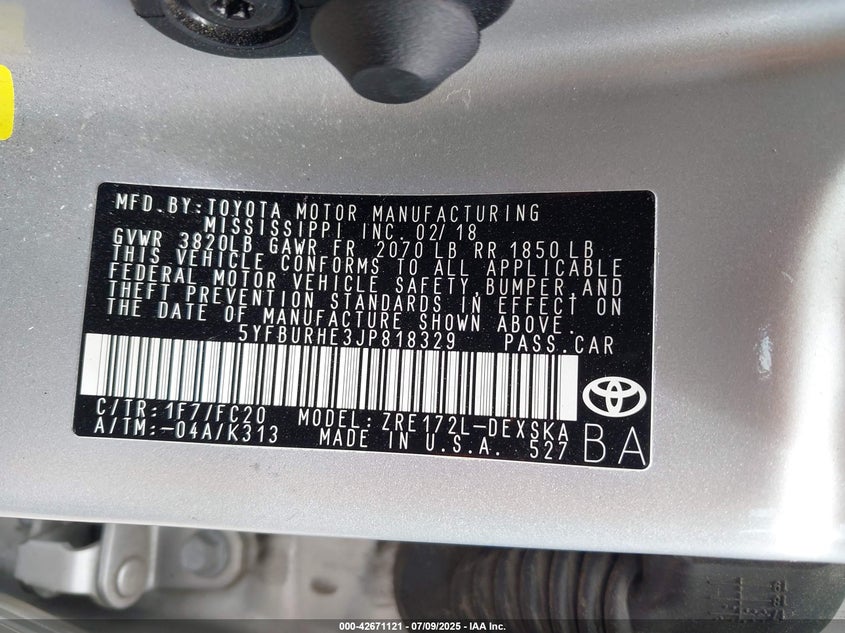 MFD.BY:TOYOTA MOTOR MANUFACTURING
MISSISSIPPI INC. 02/18
GVWR 3820LB GAWR FR 2070 LB RR 1850 LB
THIS VEHICLE CONFORMS TO ALL APPLICABLE
FEDERAL MOTOR VEHICLE SAFETY,BUMPER,AND
THEFT PREVENTION STANDARDS IN EFFECT ON
THE DATE OF MANUFACTURE SHOWN ABOVE.
5YFBURHE3JP818329 PASS.CAR
C/TR:1F7/FC20 MODEL:ZRE172L-DEXSKA
A/TM:-04A/K313 MADE IN U.S.A. 527
BA
000-42671121 | 07/09/2025 - IAA Inc.